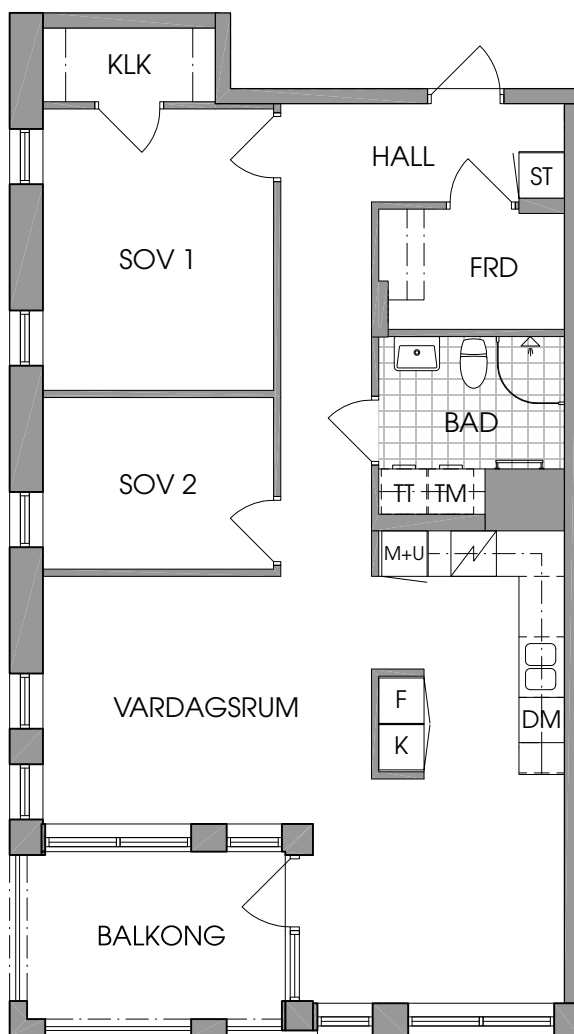 KLK
HALL
ST
SOV 1
FRD
BAD
SOV 2
TT
TM
M+U
VARDAGSRUM
F
DM
K
BALKONG